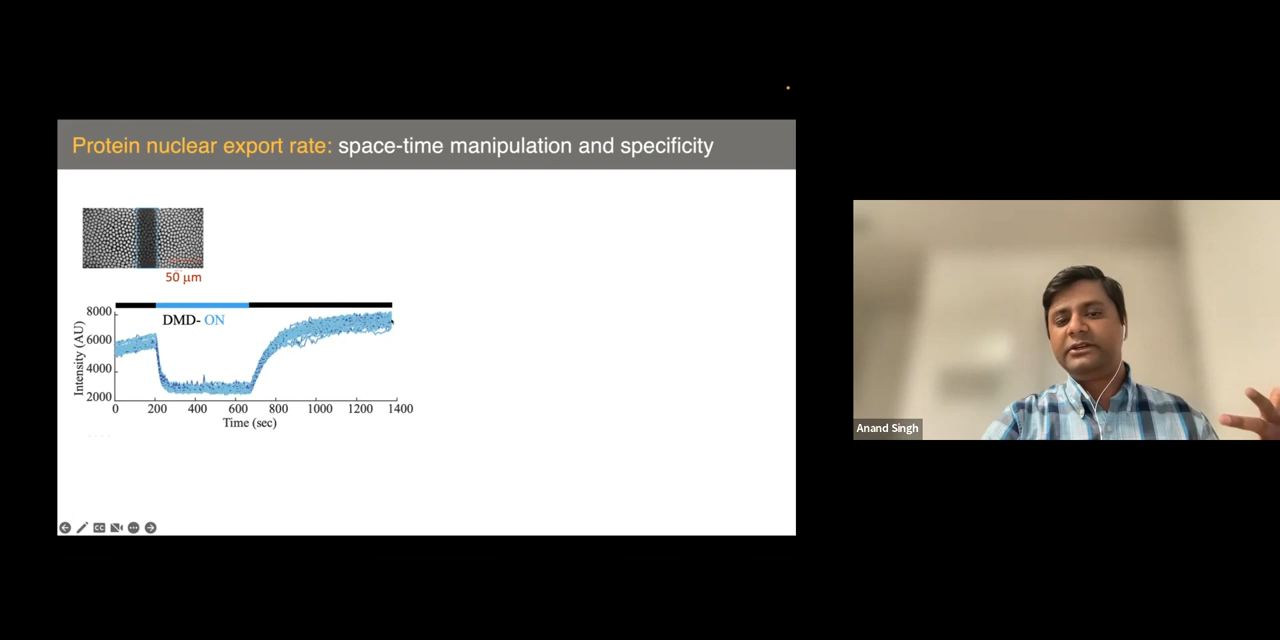 Protein nuclear export rate: space-time manipulation and specificity
50 μm
DMD- ON
8000
6000
4000
2000
Intensity (AU)
0 200 400 600 800 1000 1200 1400
Time (sec)
CC
Anand Singh